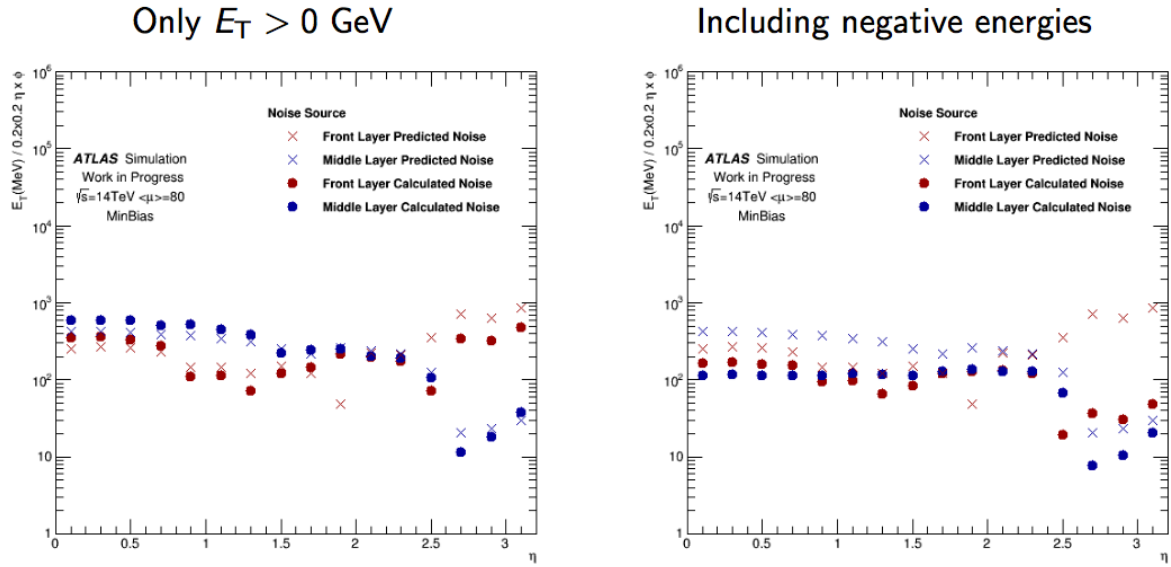 Only E_T > 0 GeV
E_T(MeV) / 0.2x0.2 η x φ
10^6
10^5
10^4
10^3
10^2
10
1
Noise Source
Front Layer Predicted Noise
Middle Layer Predicted Noise
Front Layer Calculated Noise
Middle Layer Calculated Noise
ATLAS Simulation
Work in Progress
√s=14TeV <μ>=80
MinBias
0 0.5 1 1.5 2 2.5 3
η
Including negative energies
E_T(MeV) / 0.2x0.2 η x φ
10^6
10^5
10^4
10^3
10^2
10
1
Noise Source
Front Layer Predicted Noise
Middle Layer Predicted Noise
Front Layer Calculated Noise
Middle Layer Calculated Noise
ATLAS Simulation
Work in Progress
√s=14TeV <μ>=80
MinBias
0 0.5 1 1.5 2 2.5 3
η